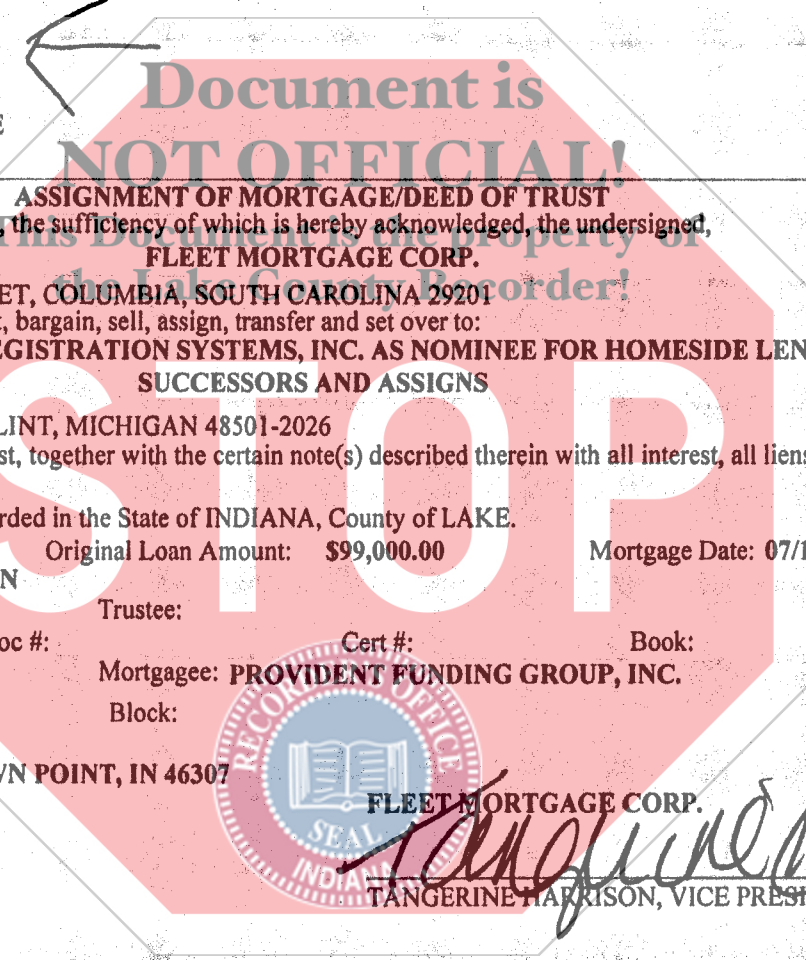 Document is
E
NOT OFFICIAL!
ASSIGNMENT OF MORTGAGE/DEED OF TRUST
, the sufficiency of which is hereby acknowledged, the undersigned,
This Document is the property of
FLEET MORTGAGE CORP.
the Lake County Recorder!
ET, COLUMBIA, SOUTH CAROLINA 29201
t, bargain, sell, assign, transfer and set over to:
EGISTRATION SYSTEMS, INC. AS NOMINEE FOR HOMESIDE LEN
SUCCESSORS AND ASSIGNS
STOP
LINT, MICHIGAN 48501-2026
st, together with the certain note(s) described therein with all interest, all liens
rded in the State of INDIANA, County of LAKE.
Original Loan Amount: $99,000.00 Mortgage Date: 07/1
N
Trustee:
oc #: Cert #: Book:
Mortgagee: PROVIDENT FUNDING GROUP, INC.
Block:
RECORDER'S OFFICE
SEAL
INDIANA
WN POINT, IN 46307
FLEET MORTGAGE CORP.
TANGERINE HARRISON, VICE PRESI